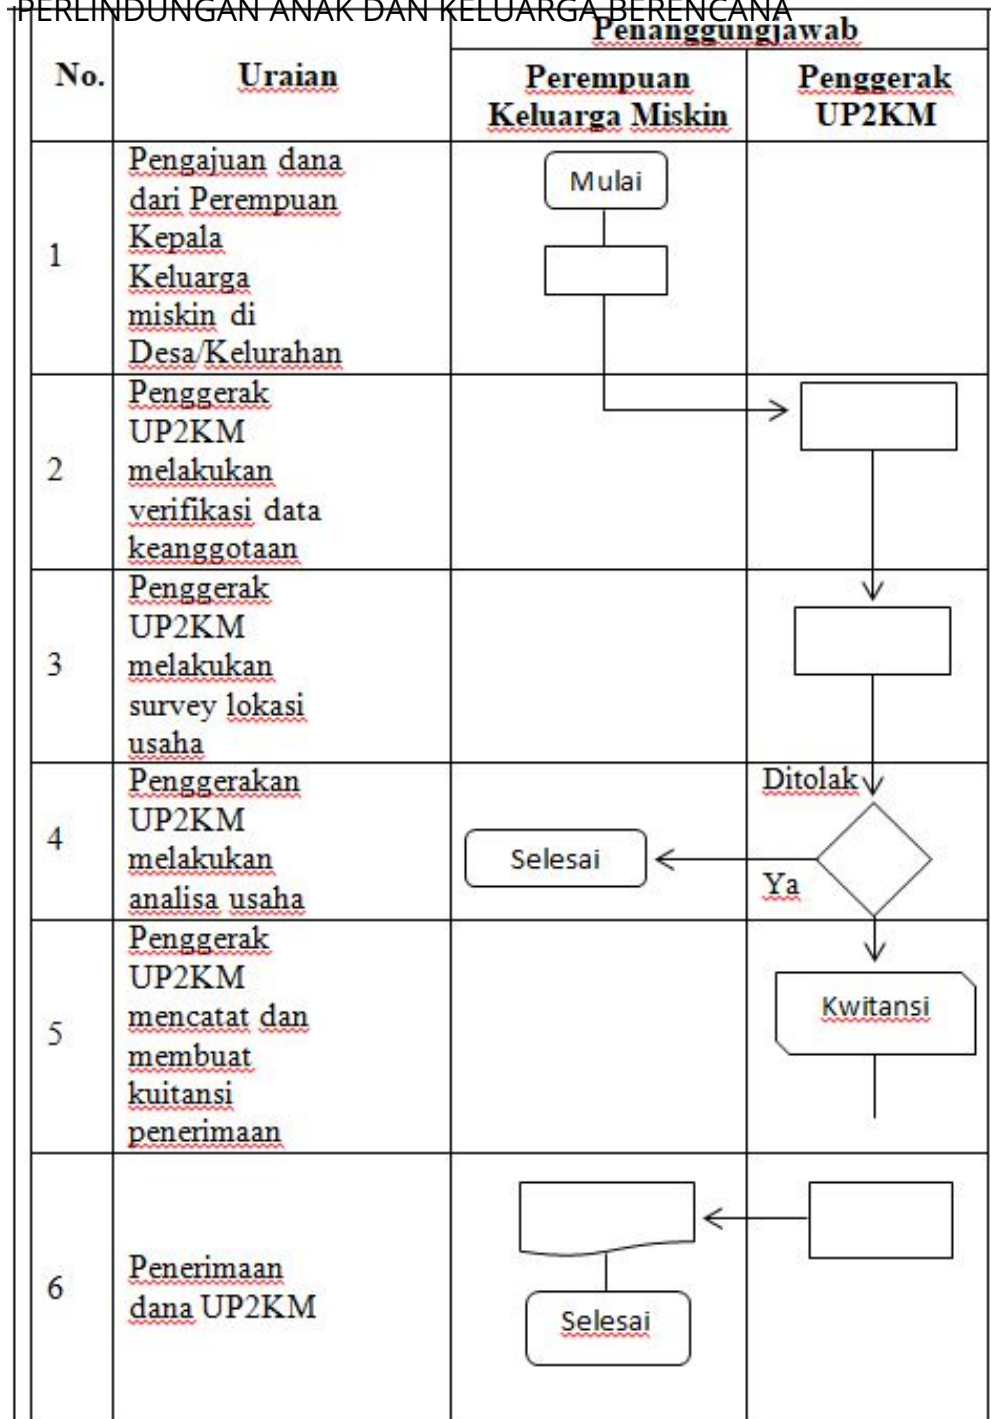 PERLINDUNGAN ANAK DAN KELUARGA BERENCANA
Penanggungjawab
No.
Uraian
Perempuan
Keluarga Miskin
Penggerak
UP2KM
1
Pengajuan dana
dari Perempuan
Kepala
Keluarga
miskin di
Desa/Kelurahan
Mulai
2
Penggerak
UP2KM
melakukan
verifikasi data
keanggotaan
3
Penggerak
UP2KM
melakukan
survey lokasi
usaha
4
Penggerakan
UP2KM
melakukan
analisa usaha
Selesai
Ditolak
Ya
5
Penggerak
UP2KM
mencatat dan
membuat
kuitansi
penerimaan
Kwitansi
6
Penerimaan
dana UP2KM
Selesai